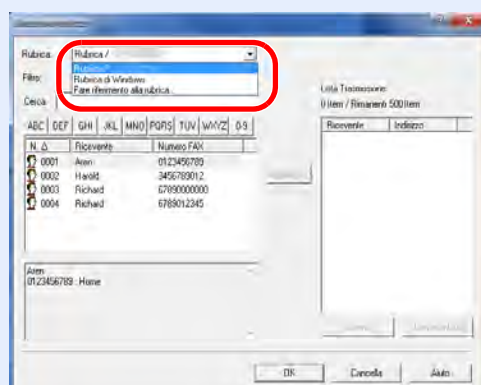 Rubrica: Rubrica /
Rubrica /
Rubrica di Windows
Fare riferimento alla rubrica...
Filtro:
Cerca
Lista Trasmissione:
0 Item / Rimanenti 500 Item
ABC DEF GHI JKL MNO PQRS TUV WXYZ 0-9
N. Δ Ricevente Numero FAX
0001 Aren 0123456789
0002 Harold 3456789012
0003 Richard 67890000000
0004 Richard 6789012345
Ricevente Indirizzo
Aren
0123456789 : Home
OK Cancella Aiuto